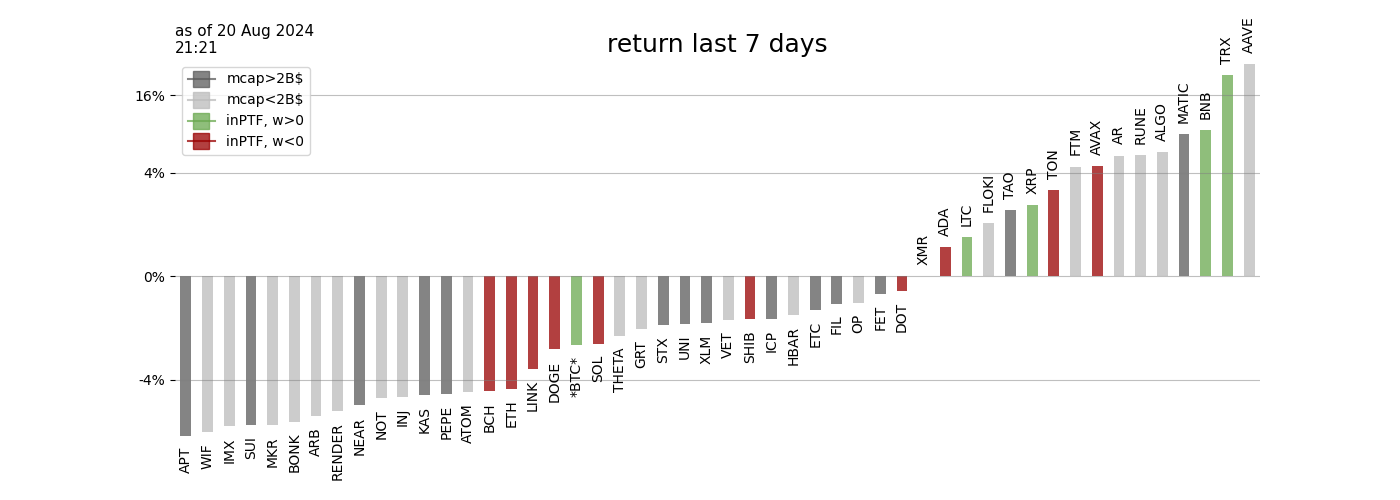 as of 20 Aug 2024
21:21
return last 7 days
mcap>2B$
mcap<2B$
inPTF, w>0
inPTF, w<0
16%
4%
0%
-4%
APT
WIF
IMX
SUI
MKR
BONK
ARB
RENDER
NEAR
NOT
INJ
KAS
PEPE
ATOM
BCH
ETH
LINK
DOGE
*BTC*
SOL
THETA
GRT
STX
UNI
XLM
VET
SHIB
ICP
HBAR
ETC
FIL
OP
FET
DOT
XMR
ADA
LTC
FLOKI
TAO
XRP
TON
FTM
AVAX
AR
RUNE
ALGO
MATIC
BNB
TRX
AAVE